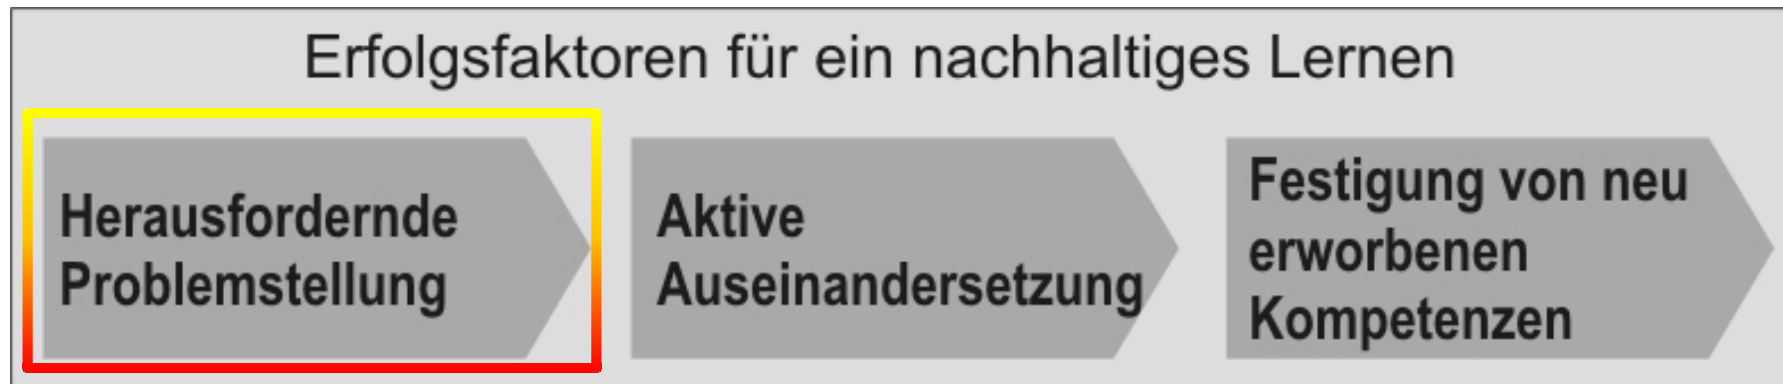 Erfolgsfaktoren für ein nachhaltiges Lernen
Herausfordernde
Problemstellung
Aktive
Auseinandersetzung
Festigung von neu
erworbenen
Kompetenzen